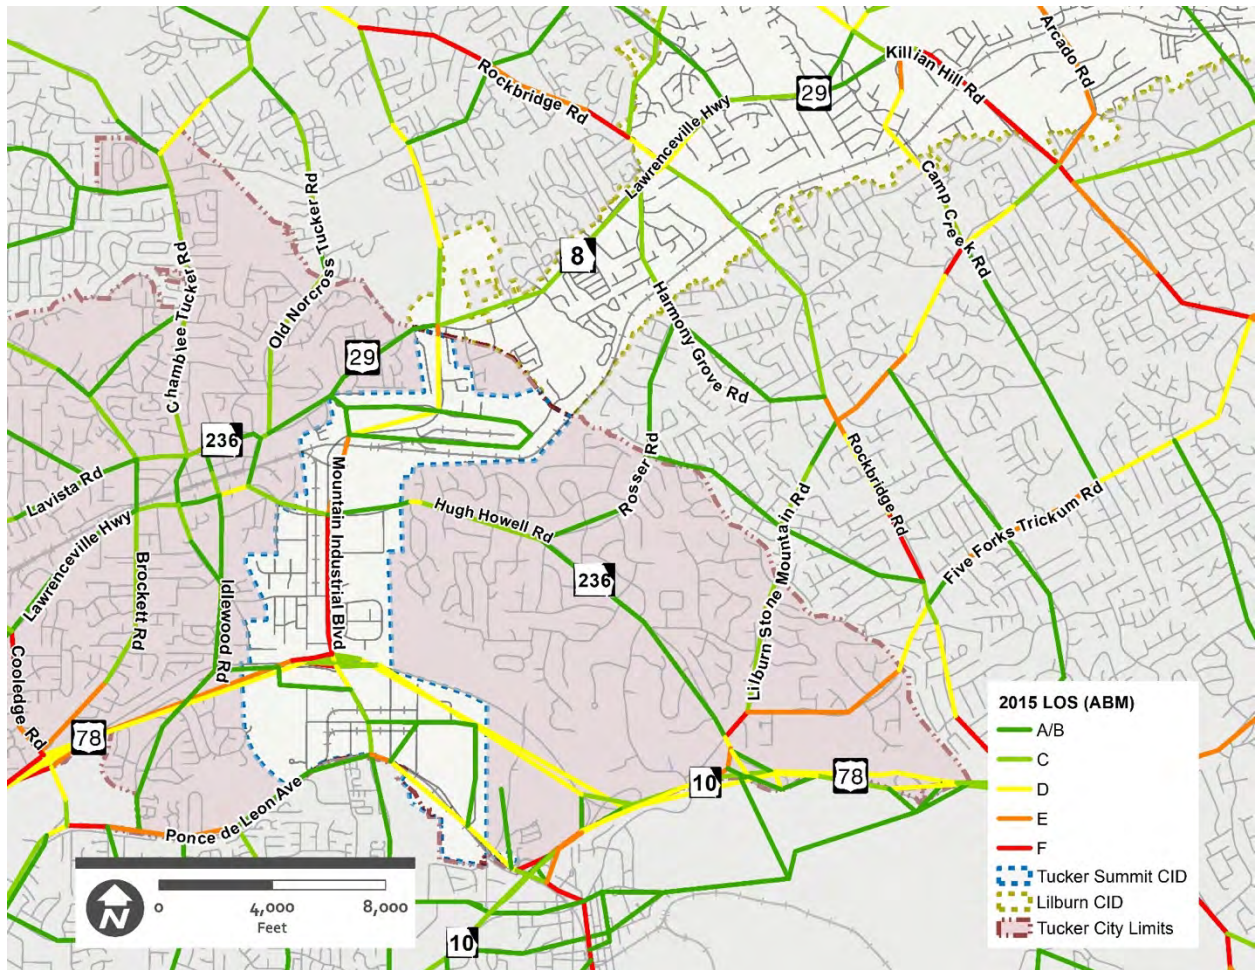 Rockbridge Rd
29
Killian Hill Rd
Arcado Rd
Lawrenceville Hwy
Camp Creek Rd
Old Norcross Tucker Rd
Chamblee Tucker Rd
8
Harmony Grove Rd
29
236
Lavista Rd
Lawrenceville Hwy
Brockett Rd
Idlewood Rd
Mountain Industrial Blvd
Hugh Howell Rd
Rosser Rd
236
Lilburn Stone Mountain Rd
Rockbridge Rd
Five Forks Trickum Rd
Cooledge Rd
78
Ponce de Leon Ave
10
78
10
N
0
4,000
8,000
Feet
2015 LOS (ABM)
A/B
C
D
E
F
Tucker Summit CID
Lilburn CID
Tucker City Limits